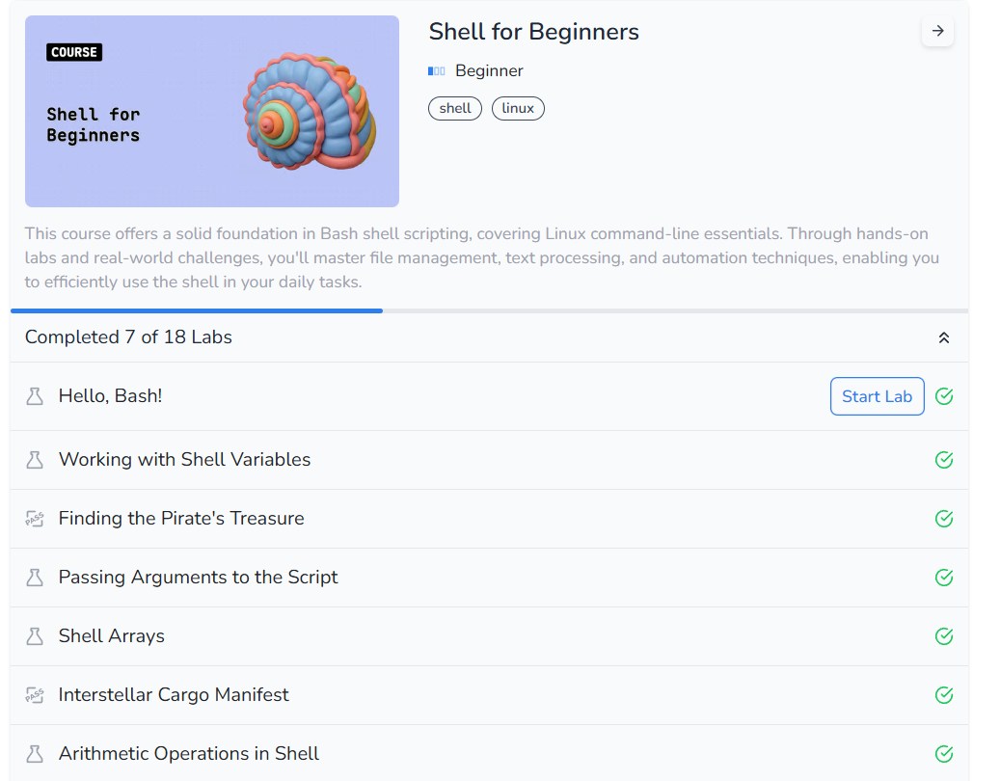 COURSE
Shell for
Beginners
Shell for Beginners
Beginner
shell
linux
This course offers a solid foundation in Bash shell scripting, covering Linux command-line essentials. Through hands-on
labs and real-world challenges, you'll master file management, text processing, and automation techniques, enabling you
to efficiently use the shell in your daily tasks.
Completed 7 of 18 Labs
Hello, Bash!
Start Lab
Working with Shell Variables
PASS
Finding the Pirate's Treasure
Passing Arguments to the Script
Shell Arrays
PASS
Interstellar Cargo Manifest
Arithmetic Operations in Shell